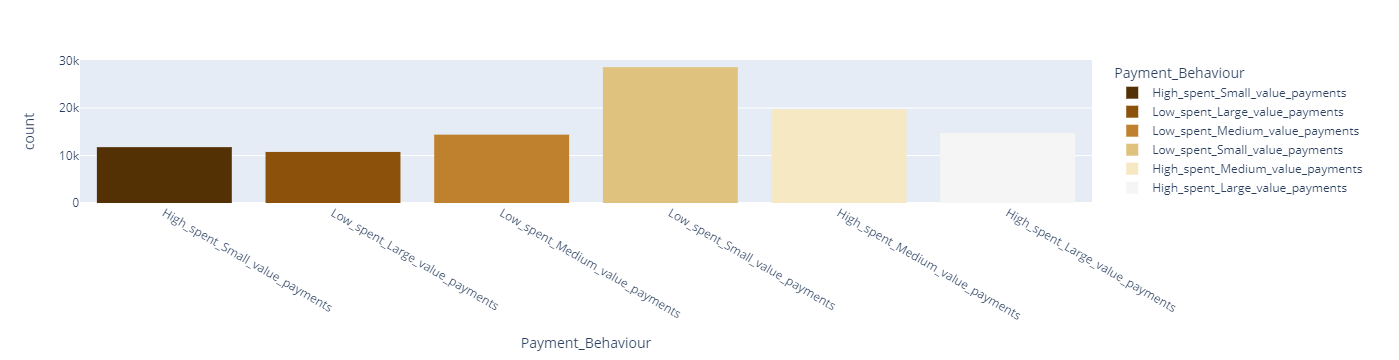 30k
20k
10k
0
count
High_spent_Small_value_payments
Low_spent_Large_value_payments
Low_spent_Medium_value_payments
Low_spent_Small_value_payments
High_spent_Medium_value_payments
High_spent_Large_value_payments
Payment_Behaviour
Payment_Behaviour
High_spent_Small_value_payments
Low_spent_Large_value_payments
Low_spent_Medium_value_payments
Low_spent_Small_value_payments
High_spent_Medium_value_payments
High_spent_Large_value_payments